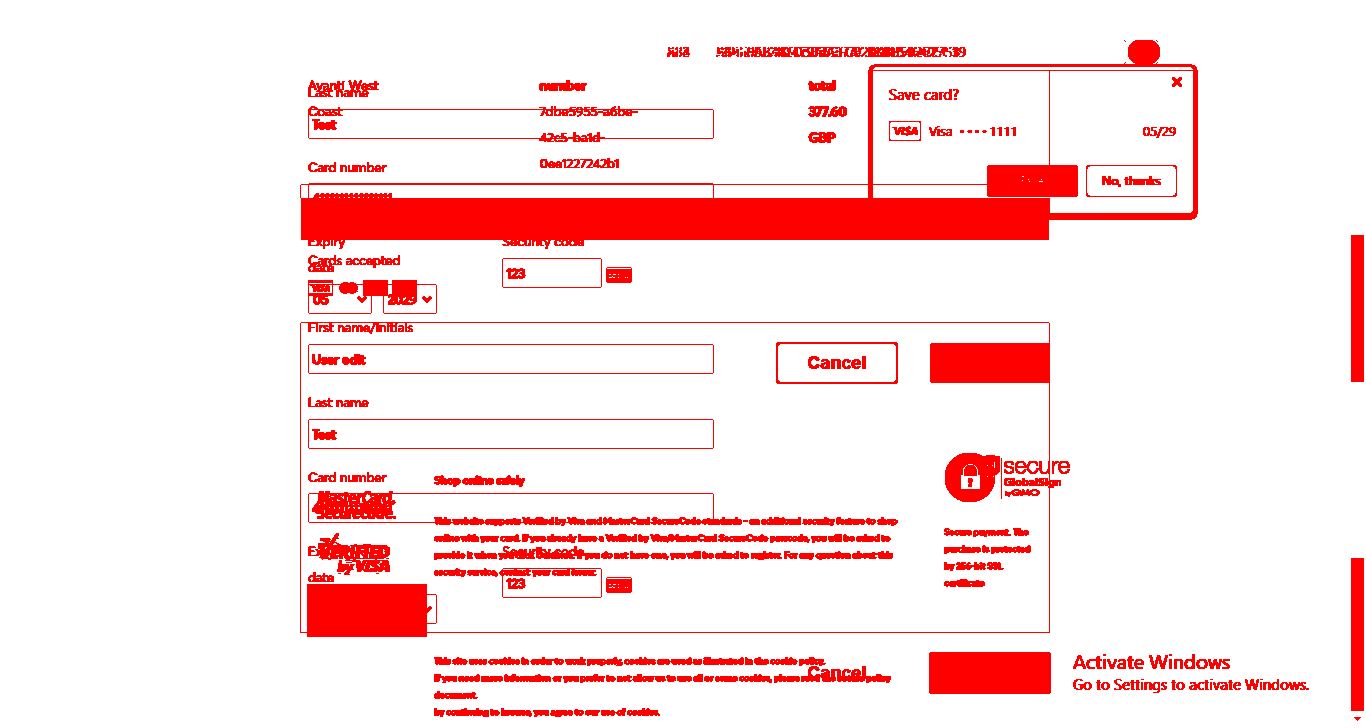 Avanti West
number
total
Last name
Save card?
Coast
7dbe5955-a6be-
377.60
Test
VISA Visa ····1111 05/29
42c5-ba1d-
GBP
0ee1227242b1
Card number
No, thanks
Expiry
Security code
Cards accepted
date
123
VISA
05
2029
First name/Initials
User edit
Cancel
Last name
Test
Card number
Shop online safely
secure
GlobalSign
by GMO
MasterCard
SecureCode.
This website supports Verified by Visa and MasterCard SecureCode standards - an additional security feature to shop
online with your card. If you already have a Verified by Visa/MasterCard SecureCode passcode, you will be asked to
provide it when you do not have one, you will be asked to register. For any question about this
security service, contact your card issuer.
Secure payment. The
purchase is protected
by 256-bit SSL
certificate
VERIFIED
by VISA
Security code
date
123
This site uses cookies in order to work properly, cookies are used as illustrated in the cookie policy.
If you need more information or you prefer to not allow us to use all or some cookies, please read the cookie policy
document.
by continuing to browse, you agree to our use of cookies.
Cancel
Activate Windows
Go to Settings to activate Windows.